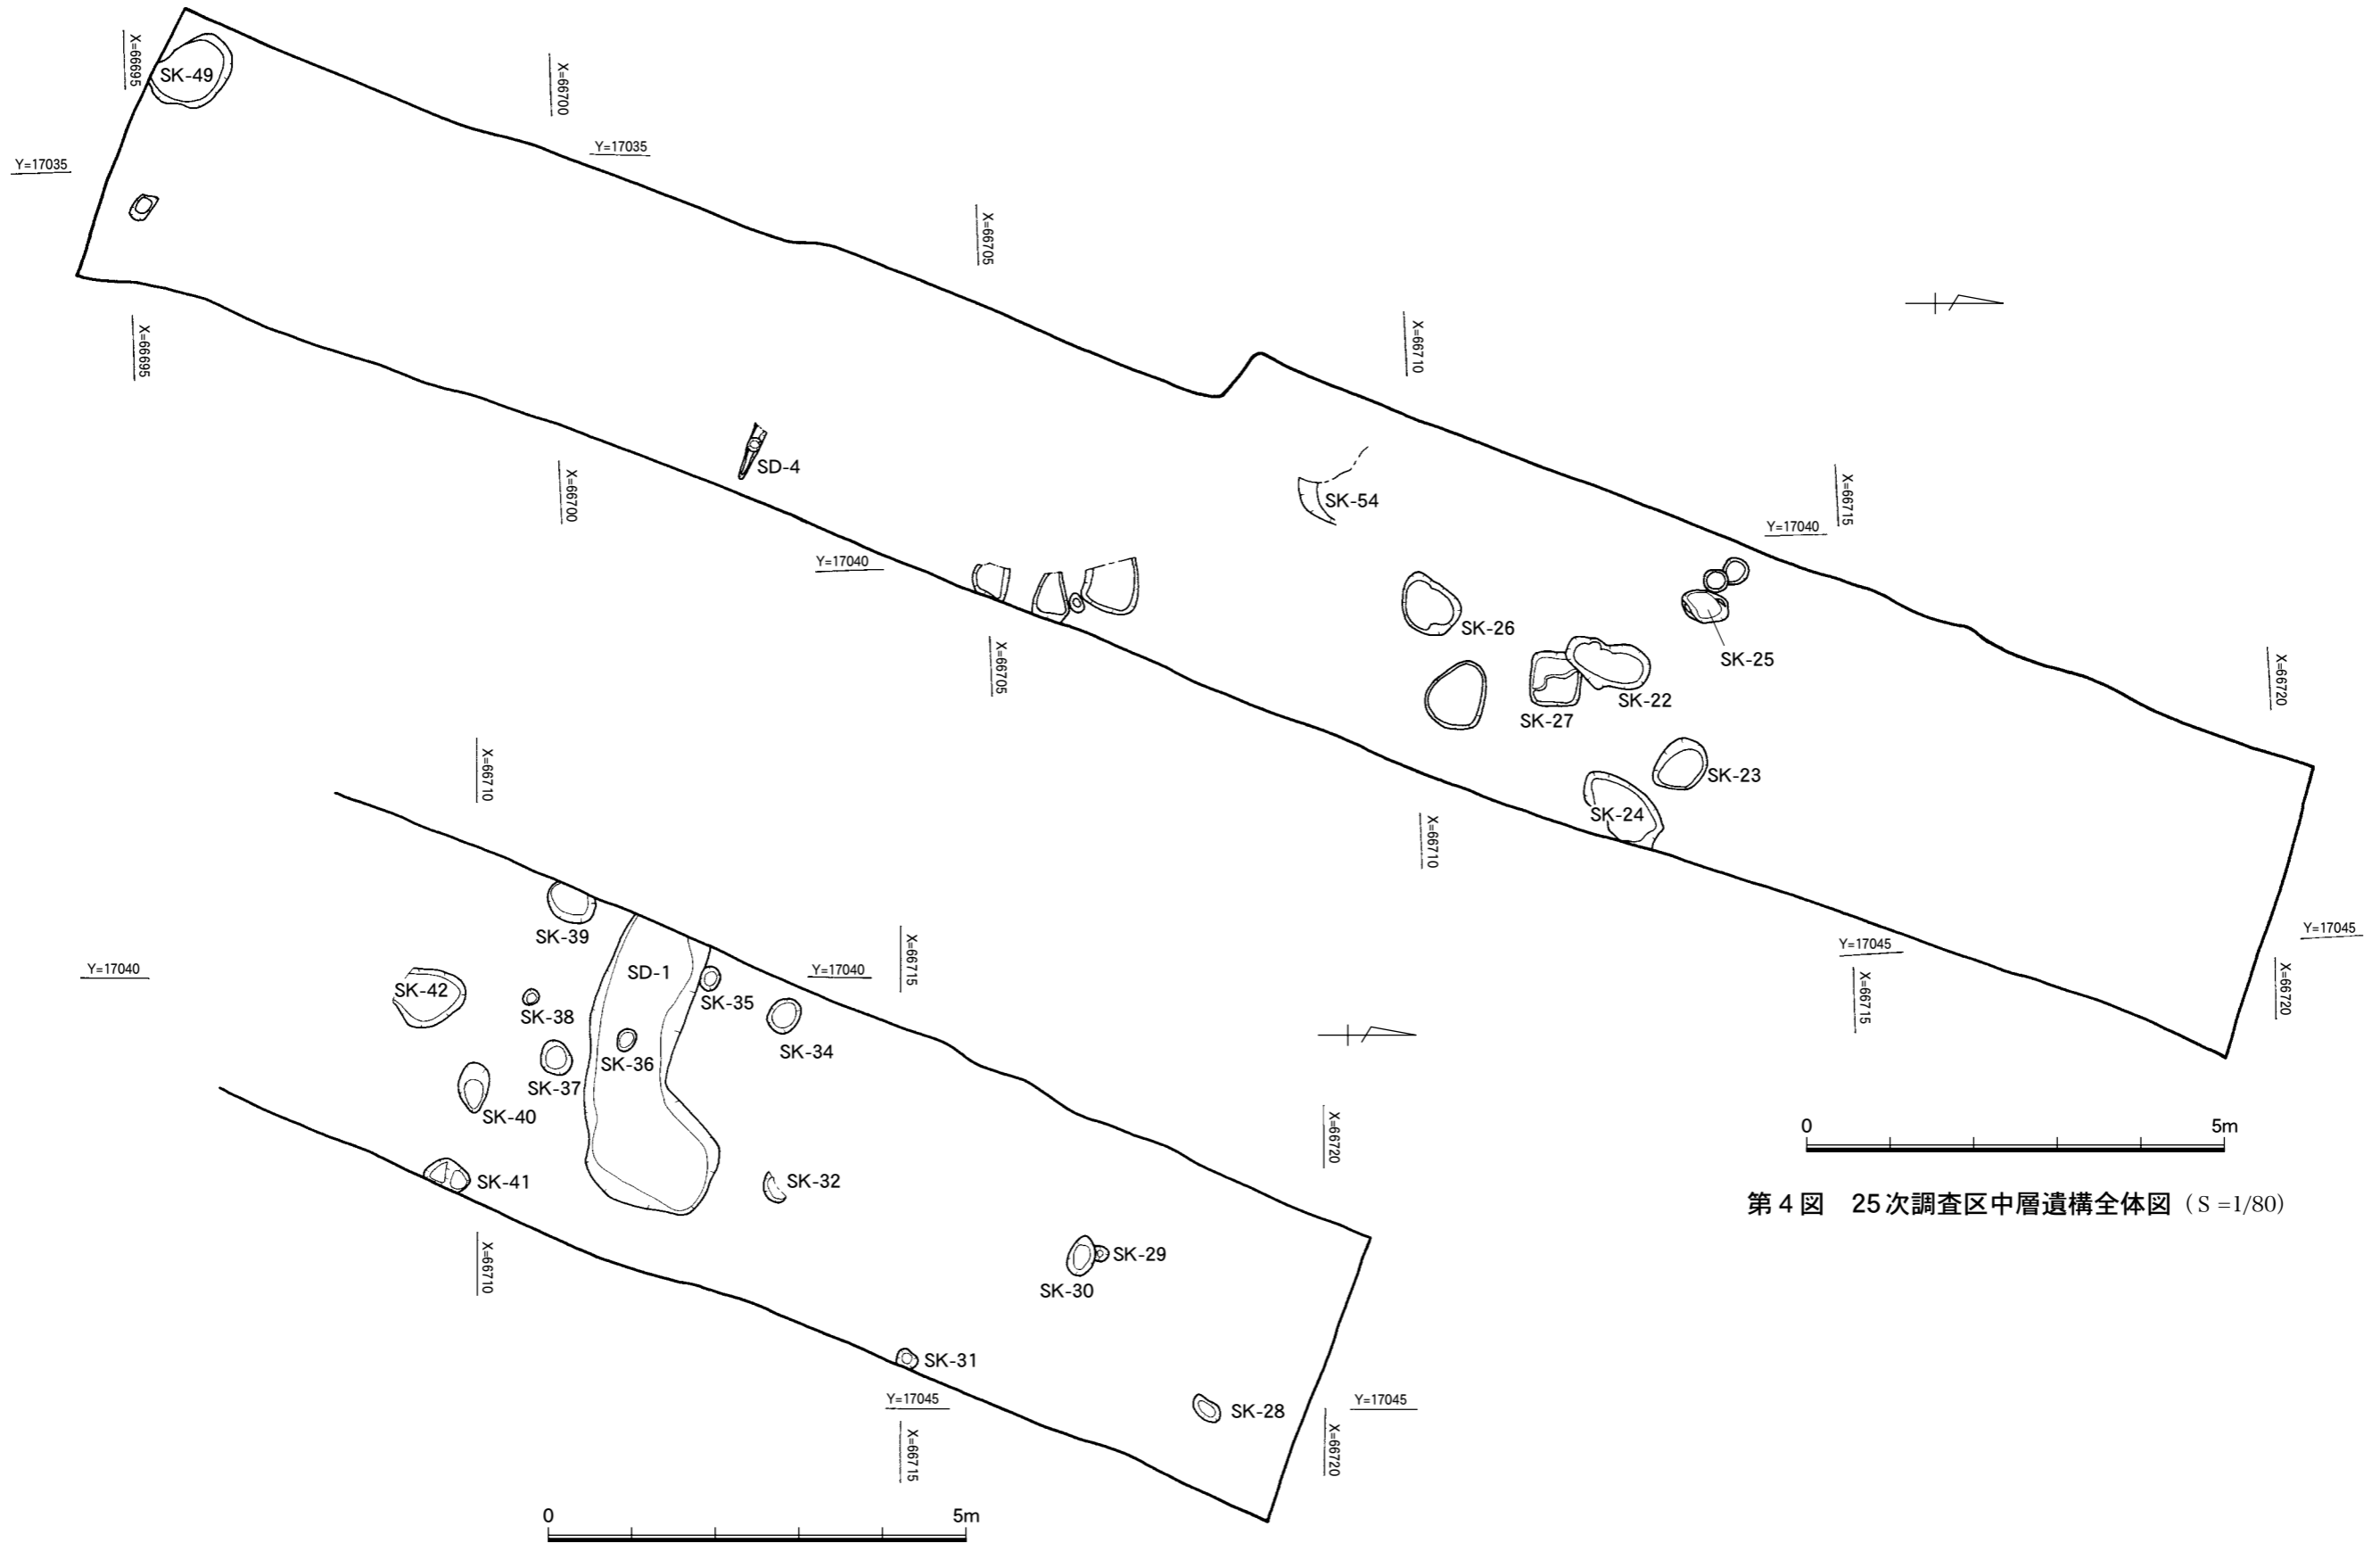 X=66695
SK-49
X=66700
Y=17035
Y=17035
X=66705
X=66695
X=66710
SD-4
X=66700
SK-54
X=66715
Y=17040
Y=17040
SK-26
SK-25
X=66705
X=66720
SK-22
SK-27
SK-23
SK-24
X=66710
Y=17045
Y=17045
X=66715
X=66720
0 5m
第4図 25次調査区中層遺構全体図(S=1/80)
X=66710
SK-39
X=66715
Y=17040
SD-1
Y=17040
SK-42
SK-35
SK-38
SK-34
SK-36
SK-37
SK-40
X=66720
SK-41
SK-32
X=66710
SK-29
SK-30
SK-31
Y=17045
Y=17045
SK-28
X=66715
X=66720
0 5m